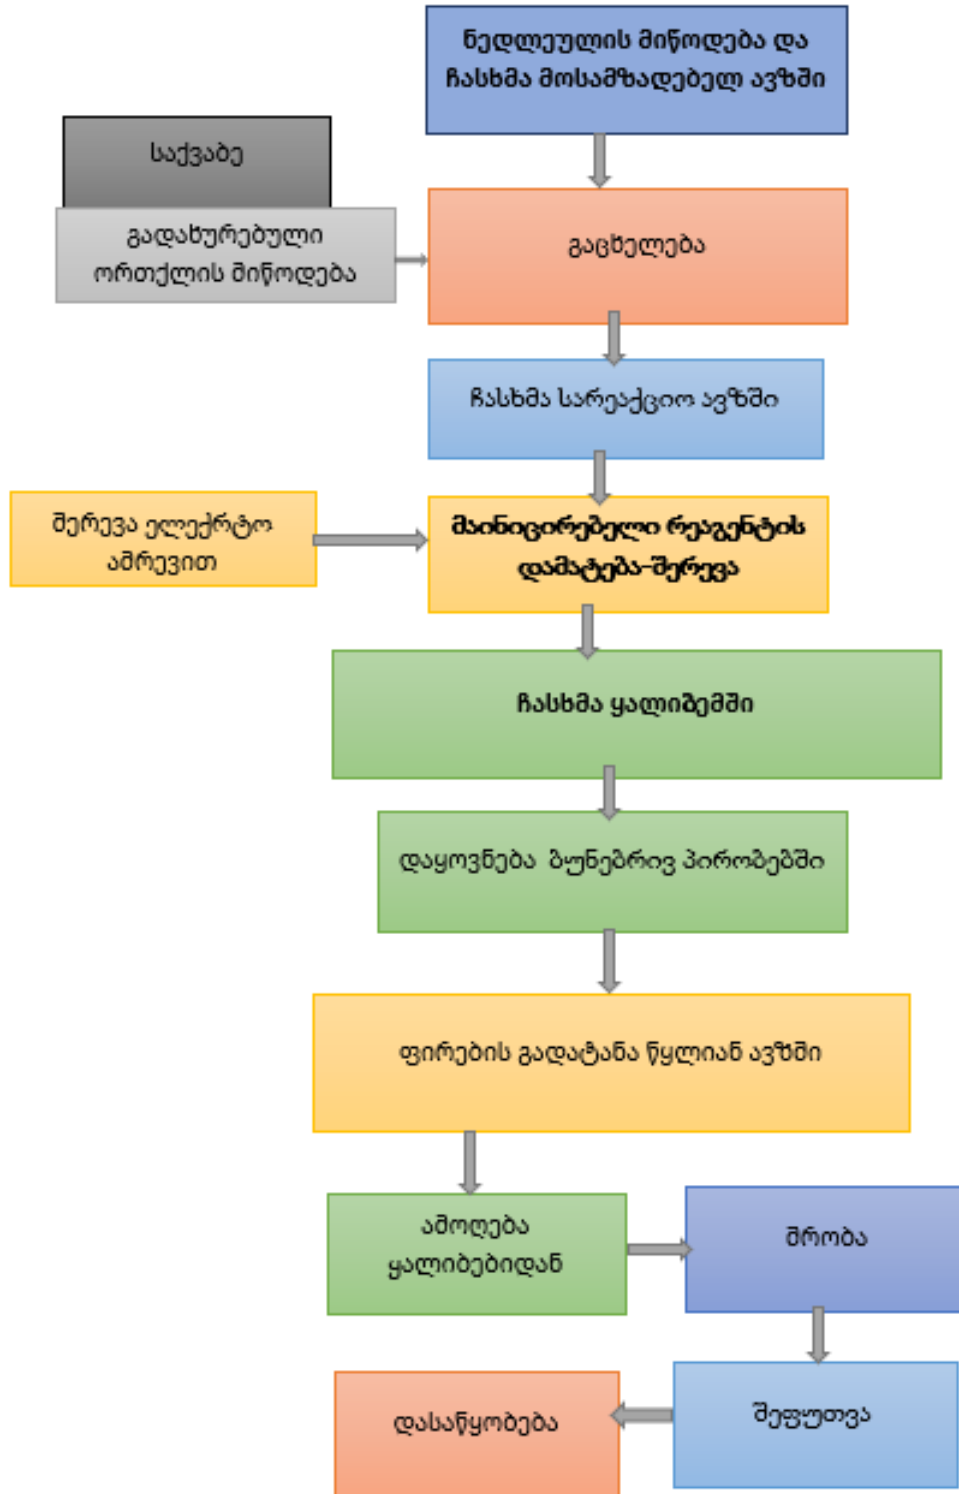 ნედლეულის მიწოდება და
ჩასხმა მოსამზადებელ ავზში
საქვაბე
გადახურებული
ორთქლის მიწოდება
გაცხელება
ჩასხმა სარეაქციო ავზში
შერევა ელექრტო
ამრევით
მაინიცირებელი რეაგენტის
დამატება-შერევა
ჩასხმა ყალიბემში
დაყოვნება ბუნებრივ პირობებში
ფირების გადატანა წყლიან ავზში
ამოღება
ყალიბებიდან
შრობა
შეფუთვა
დასაწყობება